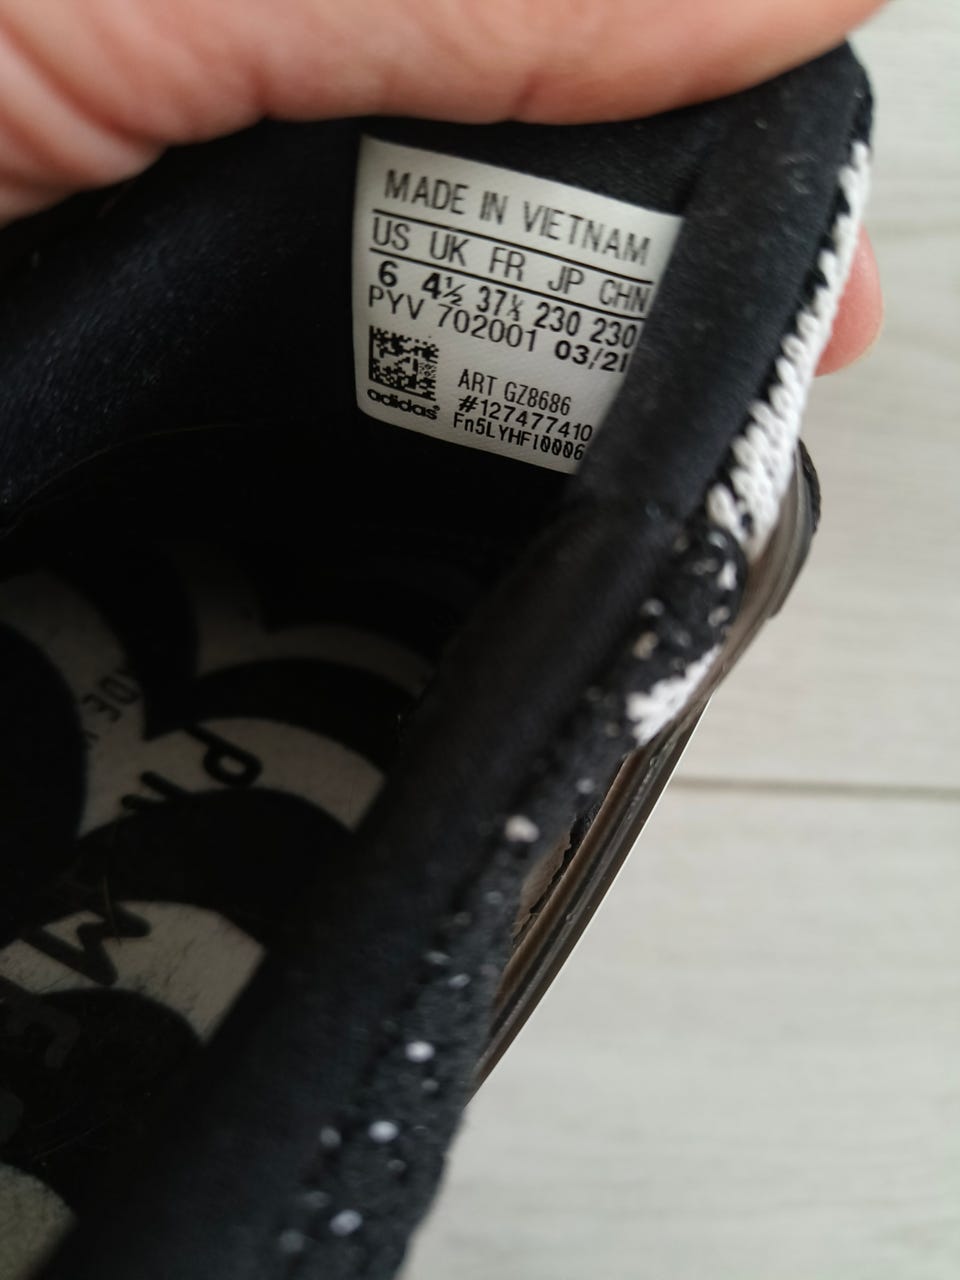 MADE IN VIETNAM
US UK FR JP CHN
6 4½ 37⅓ 230 230
PYV 702001 03/21
ART GZ8686
#127477410
Fn5LYHFI0006
adidas